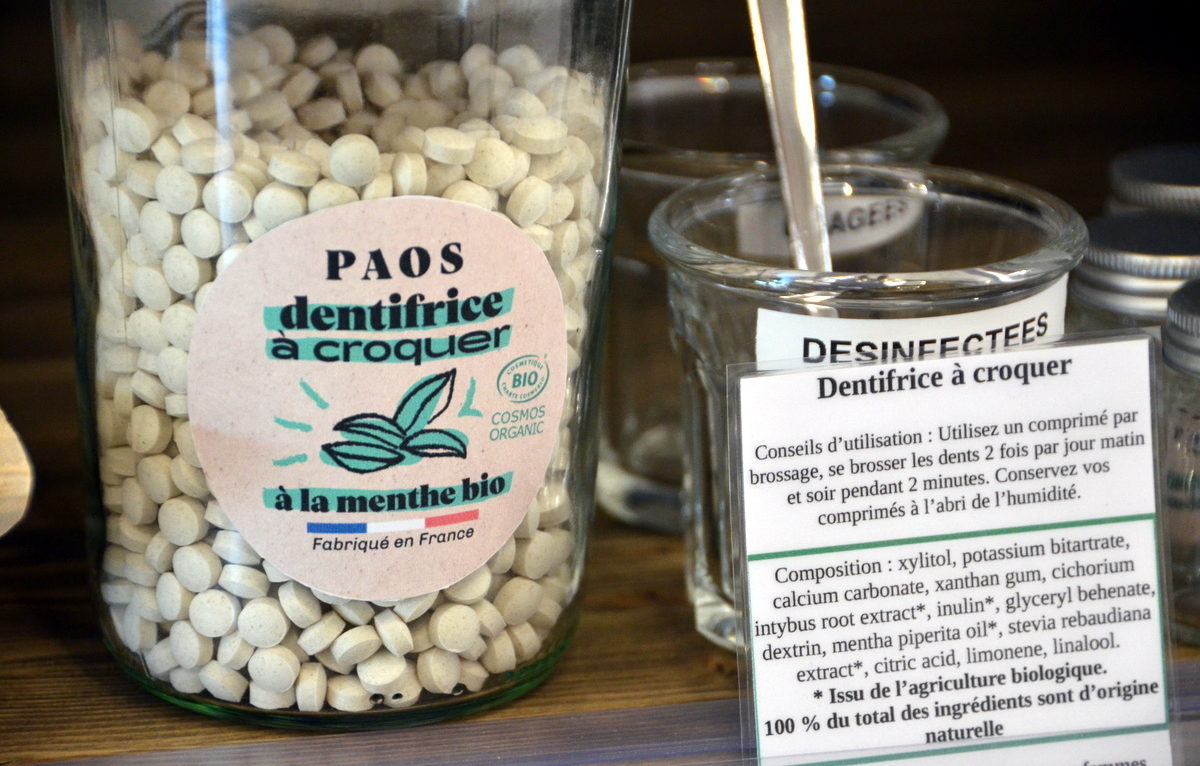 PAOS
dentifrice
à croquer
COSMETIQUE
BIO
CHARTE COSMEBIO
COSMOS
ORGANIC
à la menthe bio
Fabriqué en France
AGEES
DESINFECTEES
Dentifrice à croquer
Conseils d'utilisation : Utilisez un comprimé par
brossage, se brosser les dents 2 fois par jour matin
et soir pendant 2 minutes. Conservez vos
comprimés à l'abri de l'humidité.
Composition : xylitol, potassium bitartrate,
calcium carbonate, xanthan gum, cichorium
intybus root extract*, inulin*, glyceryl behenate,
dextrin, mentha piperita oil*, stevia rebaudiana
extract*, citric acid, limonene, linalool.
* Issu de l'agriculture biologique.
100 % du total des ingrédients sont d'origine
naturelle